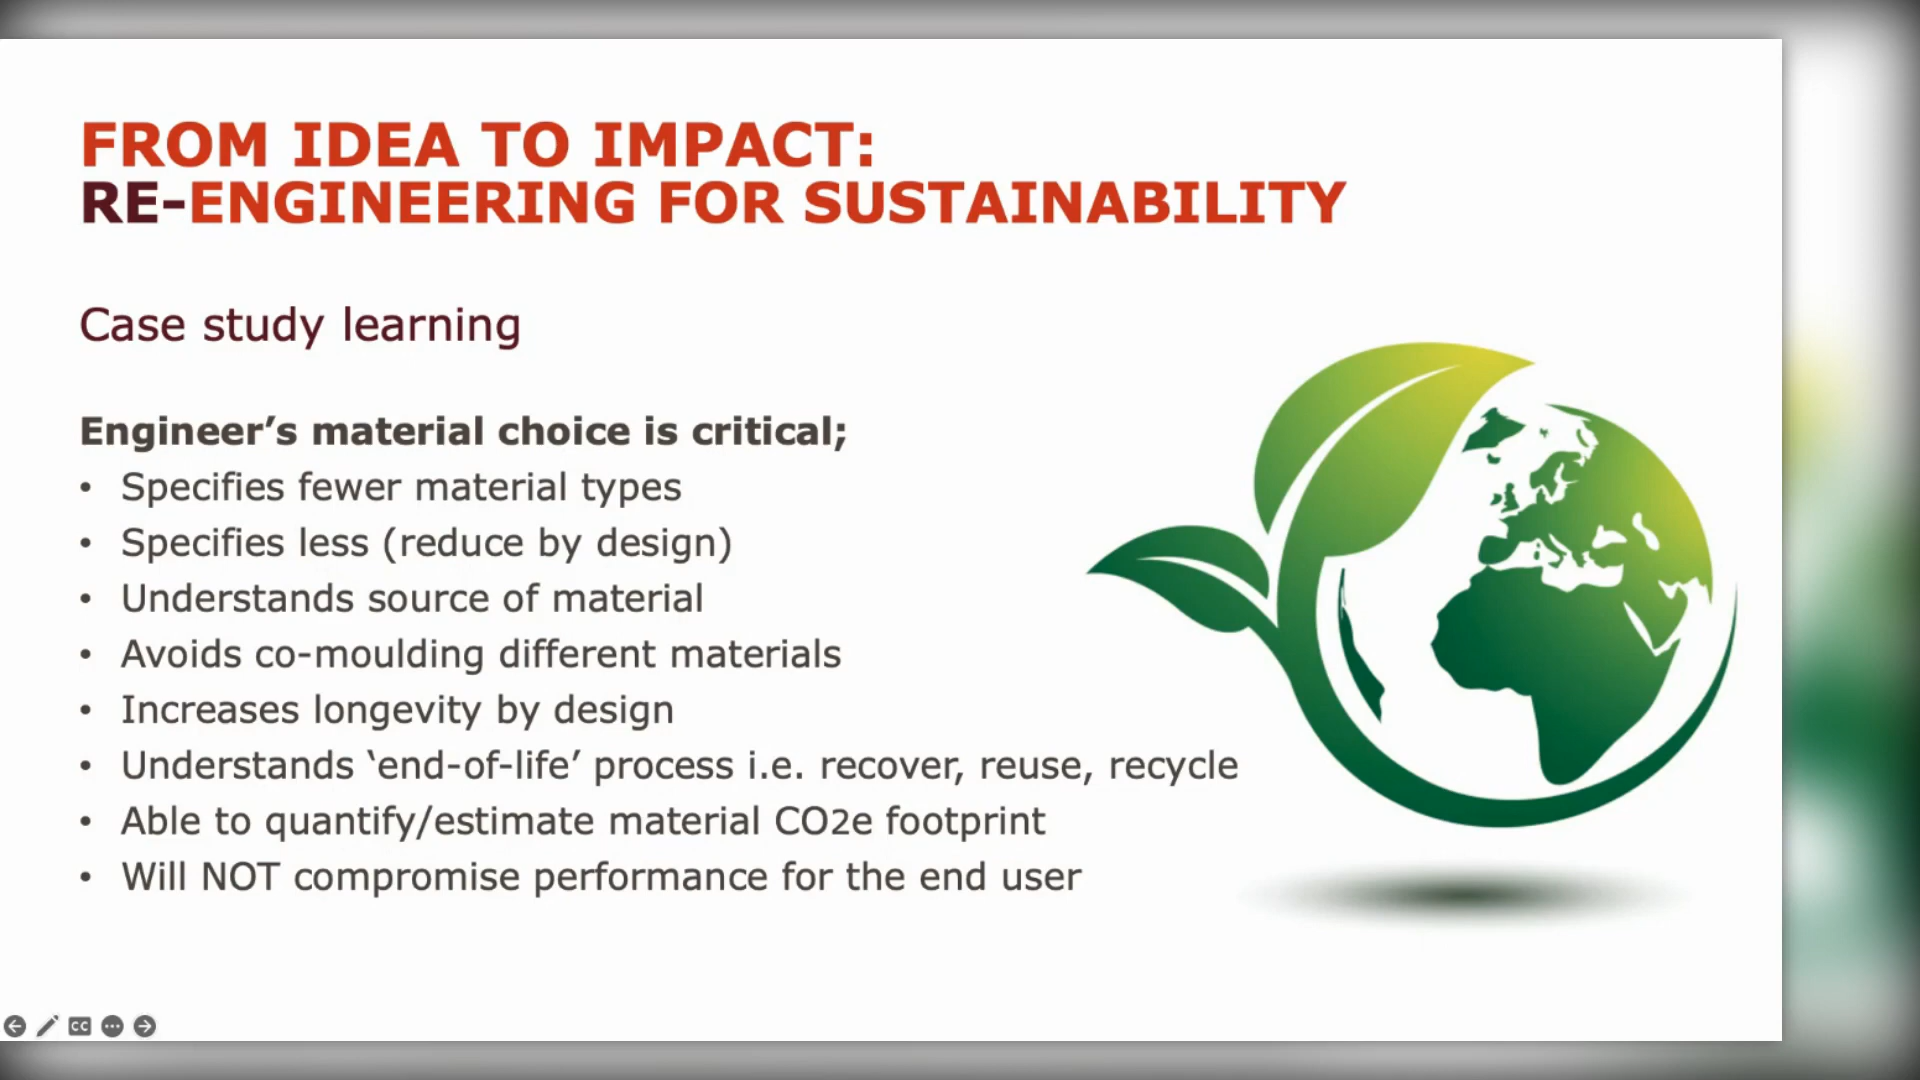 FROM IDEA TO IMPACT:
RE-ENGINEERING FOR SUSTAINABILITY
Case study learning
Engineer’s material choice is critical;
• Specifies fewer material types
• Specifies less (reduce by design)
• Understands source of material
• Avoids co-moulding different materials
• Increases longevity by design
• Understands ‘end-of-life’ process i.e. recover, reuse, recycle
• Able to quantify/estimate material CO2e footprint
• Will NOT compromise performance for the end user
CC